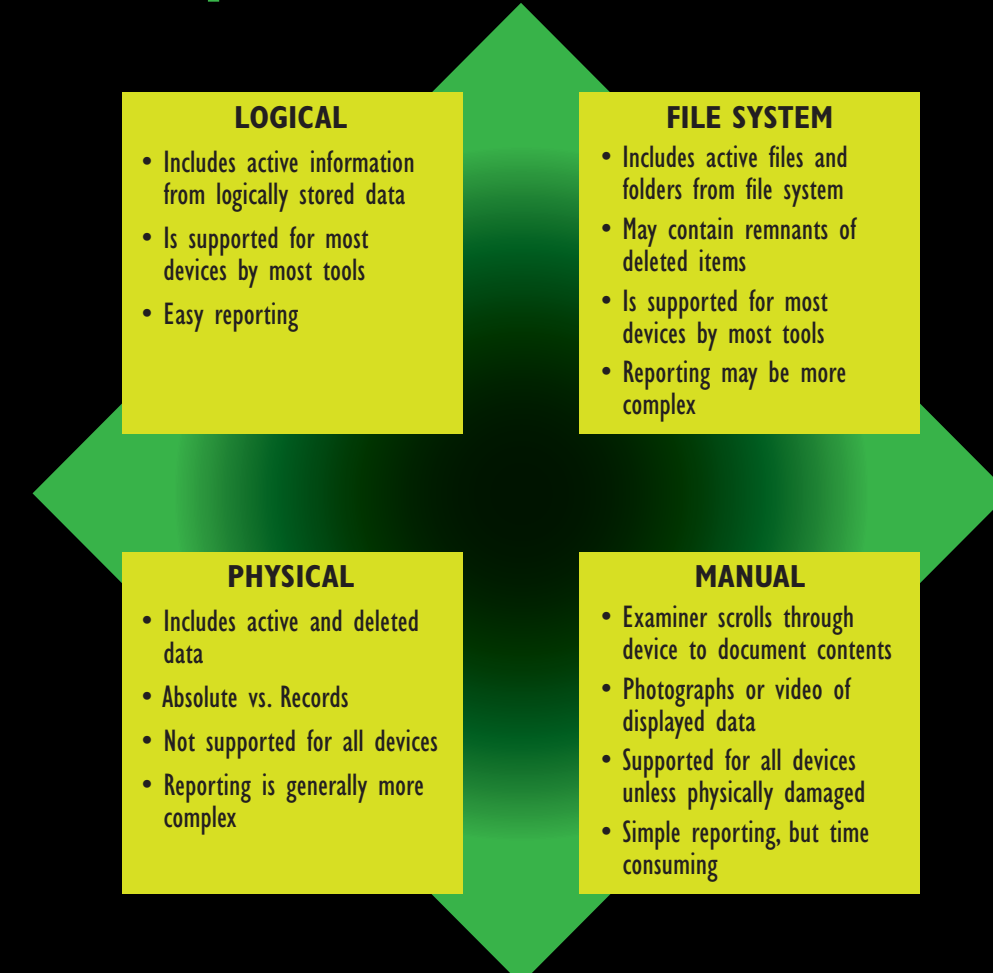 LOGICAL
• Includes active information
from logically stored data
• Is supported for most
devices by most tools
• Easy reporting
FILE SYSTEM
• Includes active files and
folders from file system
• May contain remnants of
deleted items
• Is supported for most
devices by most tools
• Reporting may be more
complex
PHYSICAL
• Includes active and deleted
data
• Absolute vs. Records
• Not supported for all devices
• Reporting is generally more
complex
MANUAL
• Examiner scrolls through
device to document contents
• Photographs or video of
displayed data
• Supported for all devices
unless physically damaged
• Simple reporting, but time
consuming